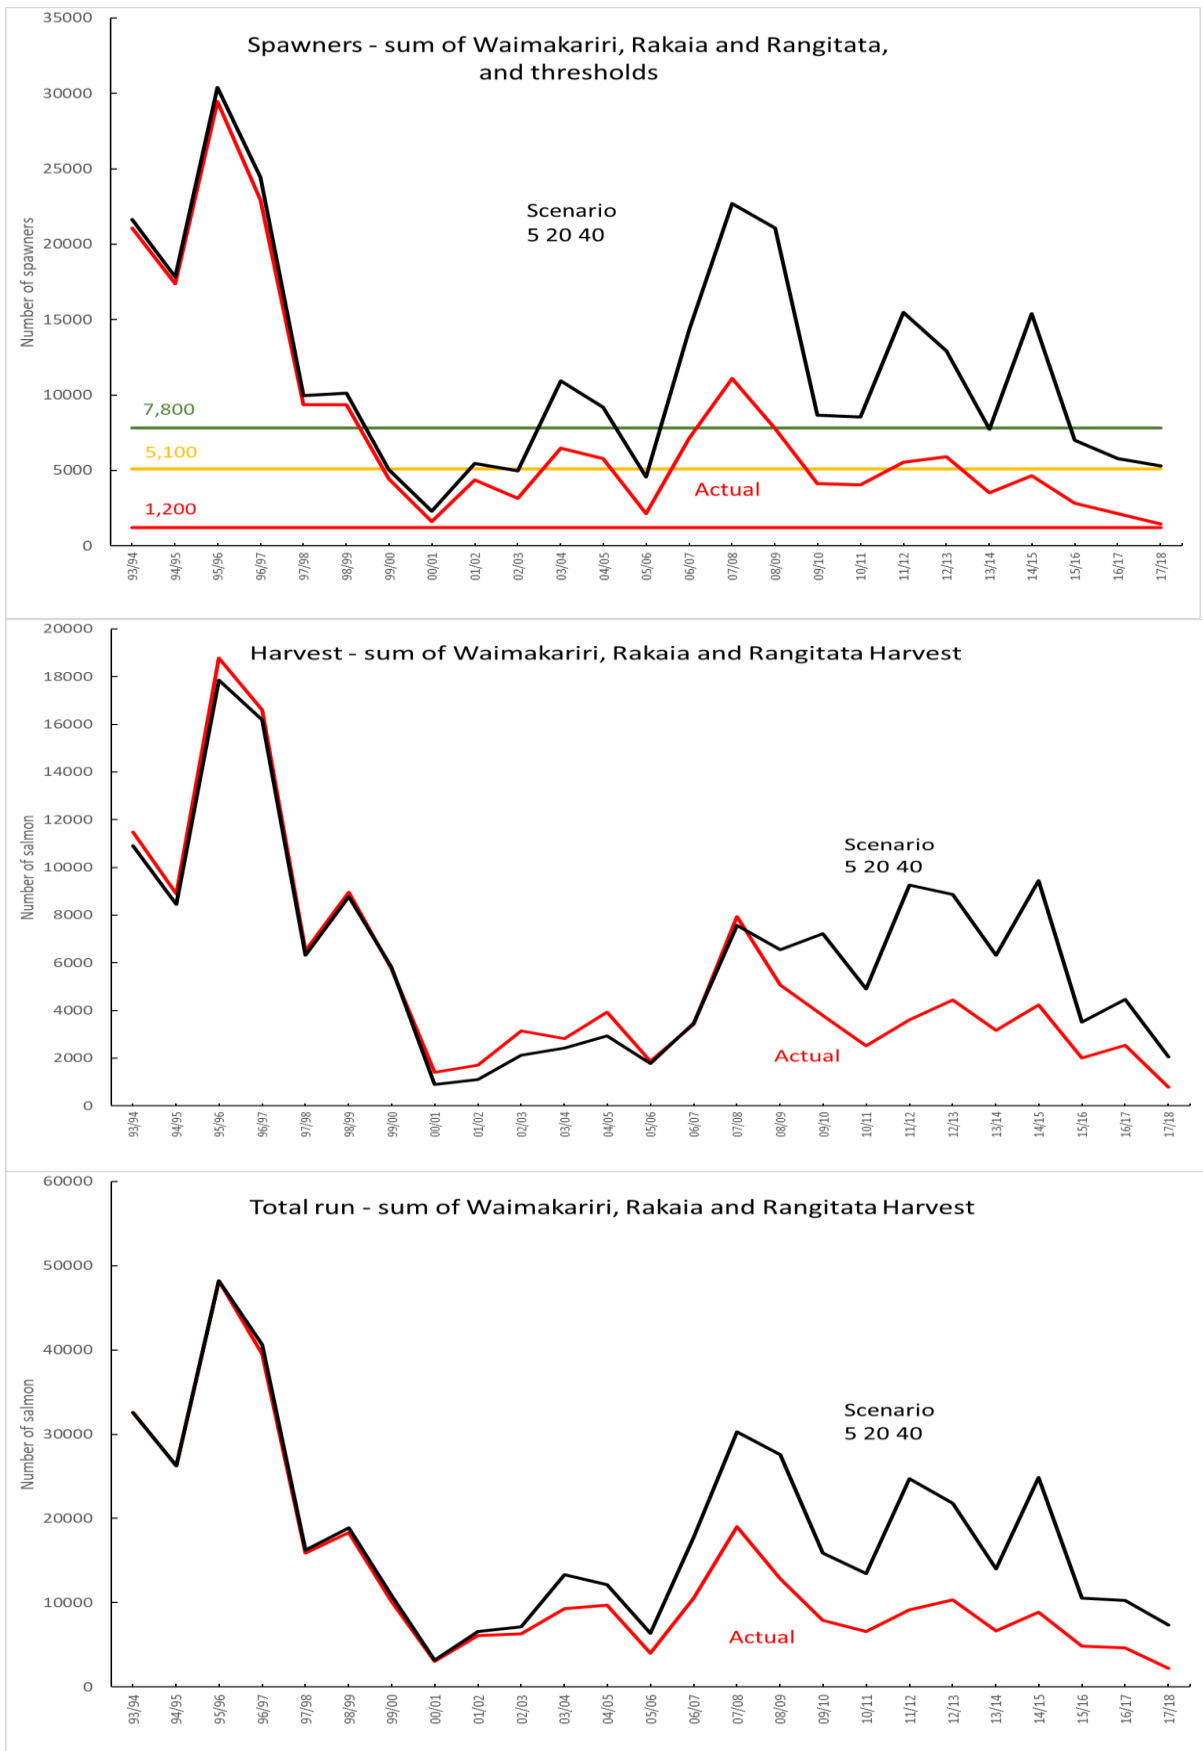 35000
Spawners - sum of Waimakariri, Rakaia and Rangitata,
and thresholds
30000
25000
20000
15000
10000
5000
0
Number of spawners
Scenario
5 20 40
7,800
5,100
1,200
Actual
93/94 94/95 95/96 96/97 97/98 98/99 99/00 00/01 01/02 02/03 03/04 04/05 05/06 06/07 07/08 08/09 09/10 10/11 11/12 12/13 13/14 14/15 15/16 16/17 17/18
20000
Harvest - sum of Waimakariri, Rakaia and Rangitata Harvest
18000
16000
14000
12000
10000
8000
6000
4000
2000
0
Number of salmon
Scenario
5 20 40
Actual
93/94 94/95 95/96 96/97 97/98 98/99 99/00 00/01 01/02 02/03 03/04 04/05 05/06 06/07 07/08 08/09 09/10 10/11 11/12 12/13 13/14 14/15 15/16 16/17 17/18
60000
Total run - sum of Waimakariri, Rakaia and Rangitata Harvest
50000
40000
30000
20000
10000
0
Number of salmon
Scenario
5 20 40
Actual
93/94 94/95 95/96 96/97 97/98 98/99 99/00 00/01 01/02 02/03 03/04 04/05 05/06 06/07 07/08 08/09 09/10 10/11 11/12 12/13 13/14 14/15 15/16 16/17 17/18